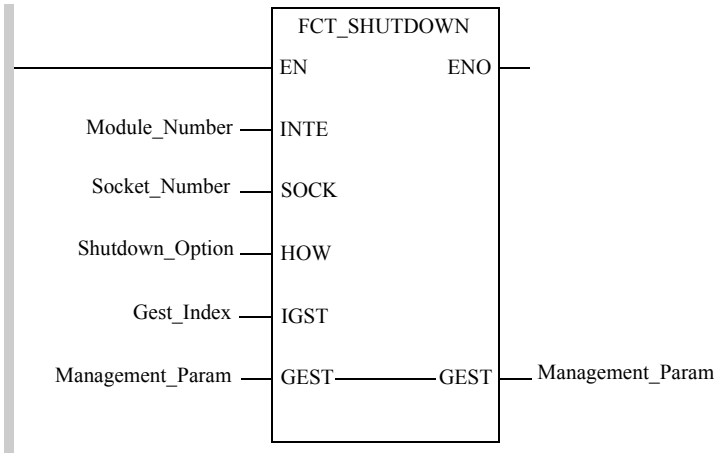 FCT_SHUTDOWN
EN ENO
Module_Number INTE
Socket_Number SOCK
Shutdown_Option HOW
Gest_Index IGST
Management_Param GEST GEST Management_Param